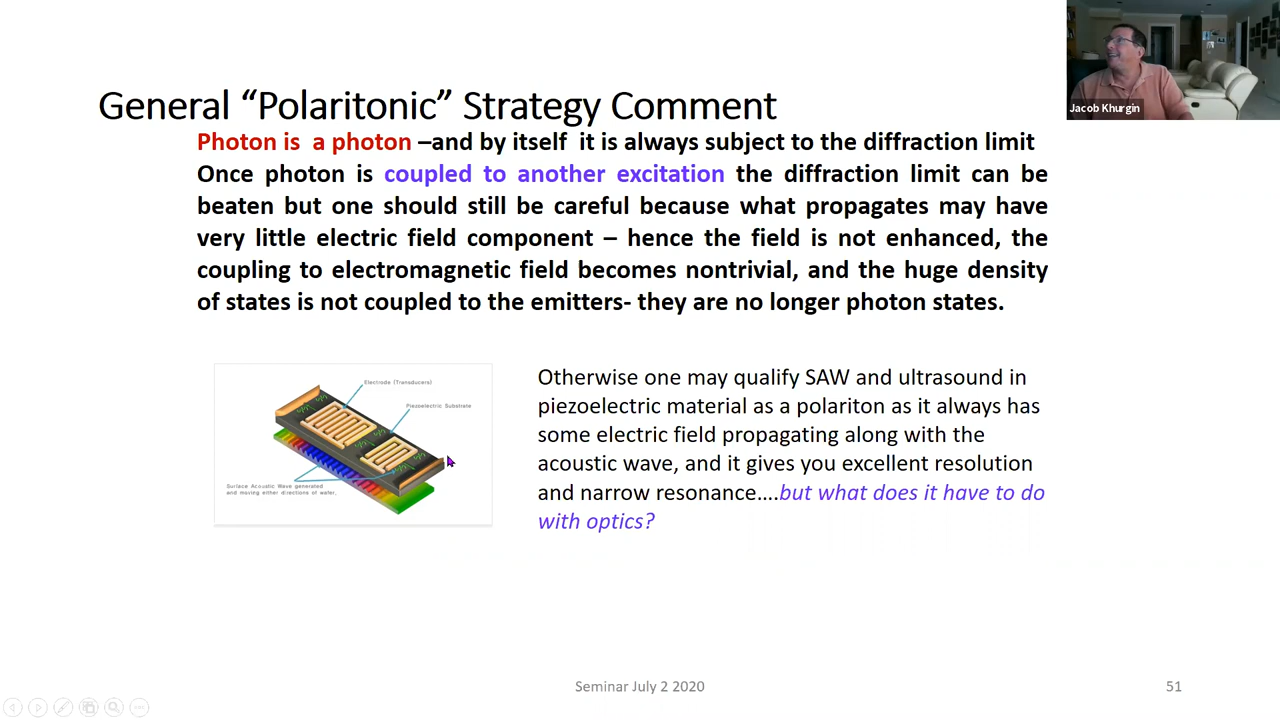 Jacob Khurgin
General “Polaritonic” Strategy Comment
Photon is a photon –and by itself it is always subject to the diffraction limit
Once photon is coupled to another excitation the diffraction limit can be
beaten but one should still be careful because what propagates may have
very little electric field component – hence the field is not enhanced, the
coupling to electromagnetic field becomes nontrivial, and the huge density
of states is not coupled to the emitters- they are no longer photon states.
Electrode (Transducers)
Piezoelectric Substrate
Surface Acoustic Wave generated
and moving either directions of water,
Otherwise one may qualify SAW and ultrasound in
piezoelectric material as a polariton as it always has
some electric field propagating along with the
acoustic wave, and it gives you excellent resolution
and narrow resonance….but what does it have to do
with optics?
Seminar July 2 2020
51